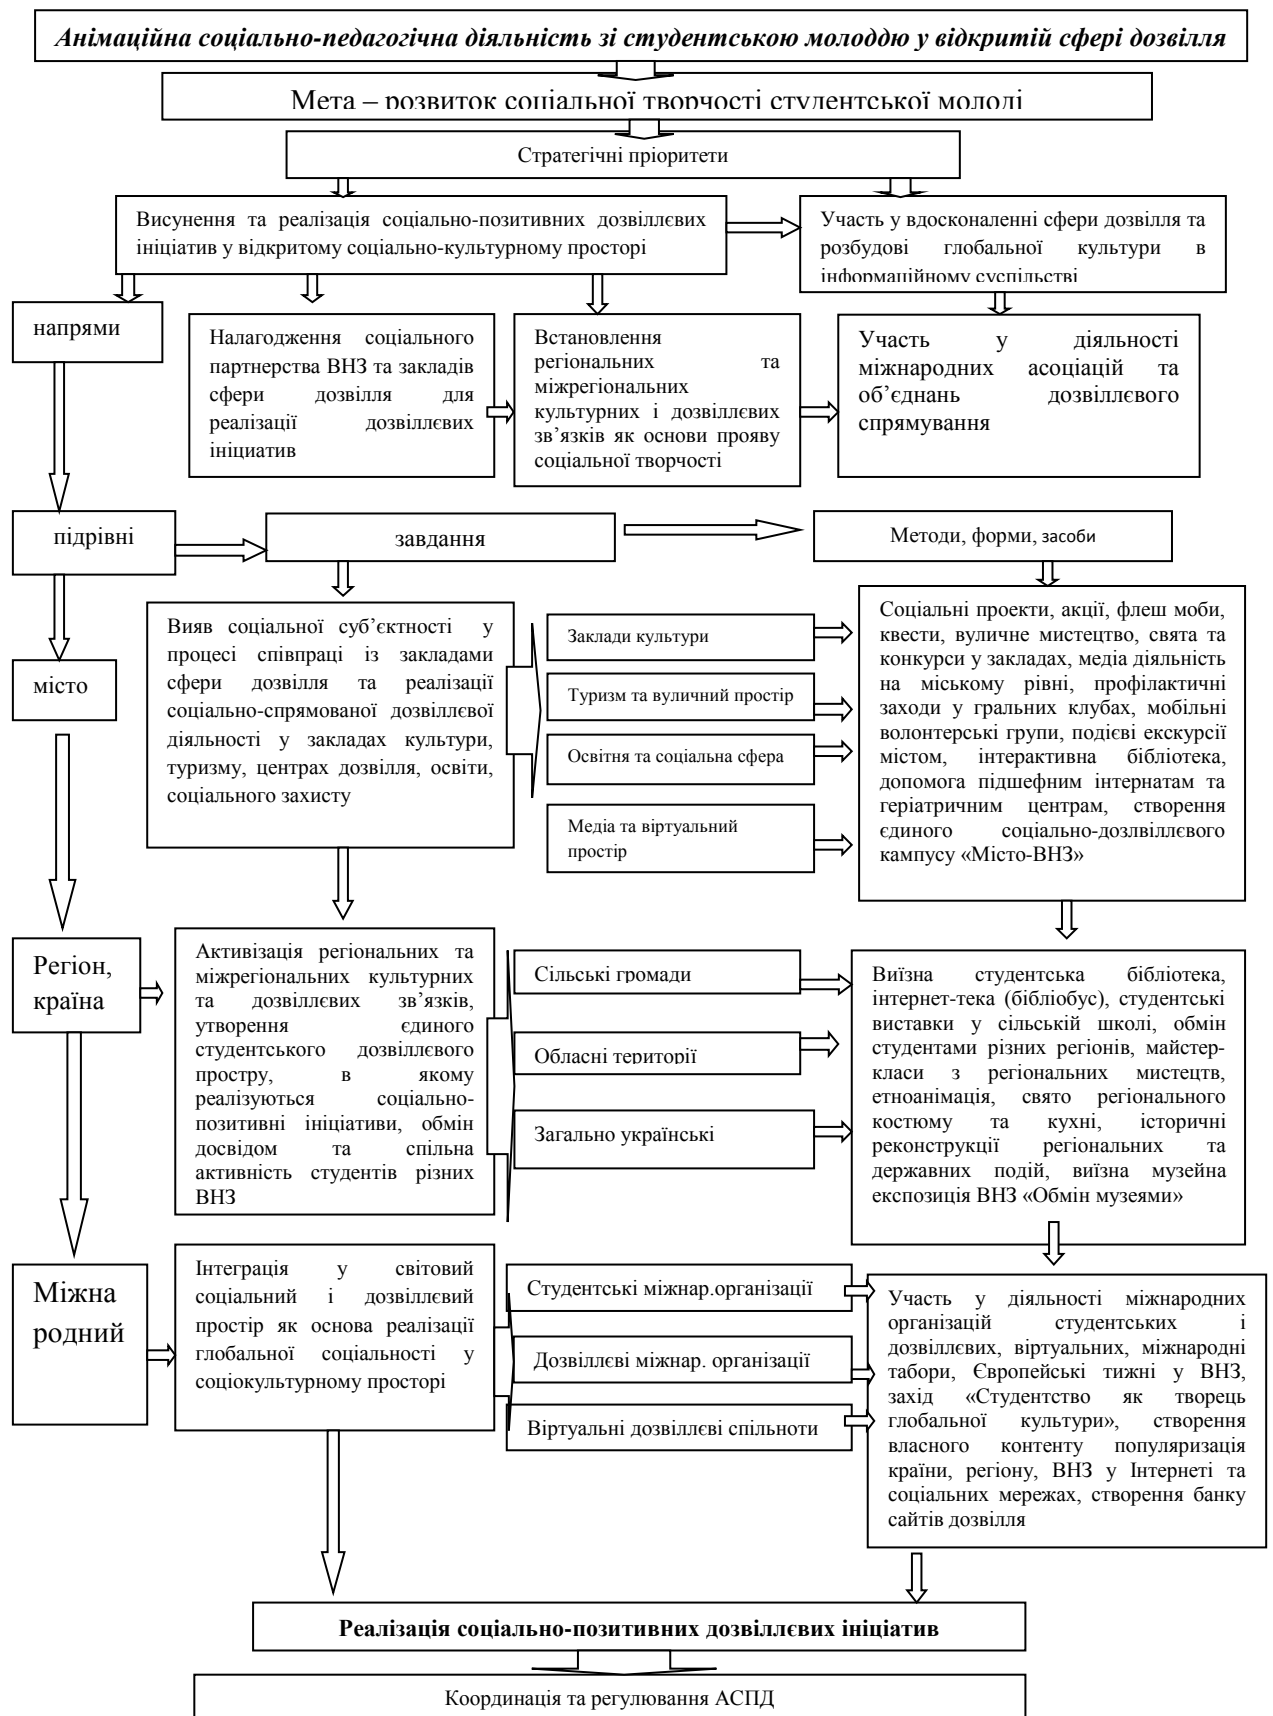 Анімаційна соціально-педагогічна діяльність зі студентською молоддю у відкритій сфері дозвілля
Мета – розвиток соціальної творчості студентської молоді
Стратегічні пріоритети
Висунення та реалізація соціально-позитивних дозвіллєвих
ініціатив у відкритому соціально-культурному просторі
Участь у вдосконаленні сфери дозвілля та
розбудові глобальної культури в
інформаційному суспільстві
напрями
Налагодження соціального
партнерства ВНЗ та закладів
сфери дозвілля для
реалізації дозвіллєвих
ініциатив
Встановлення
регіональних та
міжрегіональних
культурних і дозвіллєвих
зв’язків як основи прояву
соціальної творчості
Участь у діяльності
міжнародних асоціацій та
об’єднань дозвіллєвого
спрямування
підрівні
завдання
Методи, форми, засоби
місто
Вияв соціальної суб’єктності у
процесі співпраці із закладами
сфери дозвілля та реалізації
соціально-спрямованої дозвіллєвої
діяльності у закладах культури,
туризму, центрах дозвілля, освіти,
соціального захисту
Заклади культури
Туризм та вуличний простір
Освітня та соціальна сфера
Медіа та віртуальний
простір
Соціальні проекти, акції, флеш моби,
квести, вуличне мистецтво, свята та
конкурси у закладах, медіа діяльність
на міському рівні, профілактичні
заходи у гральних клубах, мобільні
волонтерські групи, подієві екскурсії
містом, інтерактивна бібліотека,
допомога підшефним інтернатам та
геріатричним центрам, створення
єдиного соціально-дозлвіллєвого
кампусу «Місто-ВНЗ»
Регіон,
країна
Активізація регіональних та
міжрегіональних культурних
та дозвіллєвих зв’язків,
утворення єдиного
студентського дозвіллєвого
простру, в якому
реалізуються соціально-
позитивні ініціативи, обмін
досвідом та спільна
активність студентів різних
ВНЗ
Сільські громади
Обласні території
Загально українські
Виїзна студентська бібліотека,
інтернет-тека (бібліобус), студентські
виставки у сільській школі, обмін
студентами різних регіонів, майстер-
класи з регіональних мистецтв,
етноанімація, свято регіонального
костюму та кухні, історичні
реконструкції регіональних та
державних подій, виїзна музейна
експозиція ВНЗ «Обмін музеями»
Міжна
родний
Інтеграція у світовий
соціальний і дозвіллєвий
простір як основа реалізації
глобальної соціальності у
соціокультурному просторі
Студентські міжнар.організації
Дозвіллєві міжнар. організації
Віртуальні дозвіллєві спільноти
Участь у діяльності міжнародних
організацій студентських і
дозвіллєвих, віртуальних, міжнародні
табори, Європейські тижні у ВНЗ,
захід «Студентство як творець
глобальної культури», створення
власного контенту популяризація
країни, регіону, ВНЗ у Інтернеті та
соціальних мережах, створення банку
сайтів дозвілля
Реалізація соціально-позитивних дозвіллєвих ініціатив
Координація та регулювання АСПД